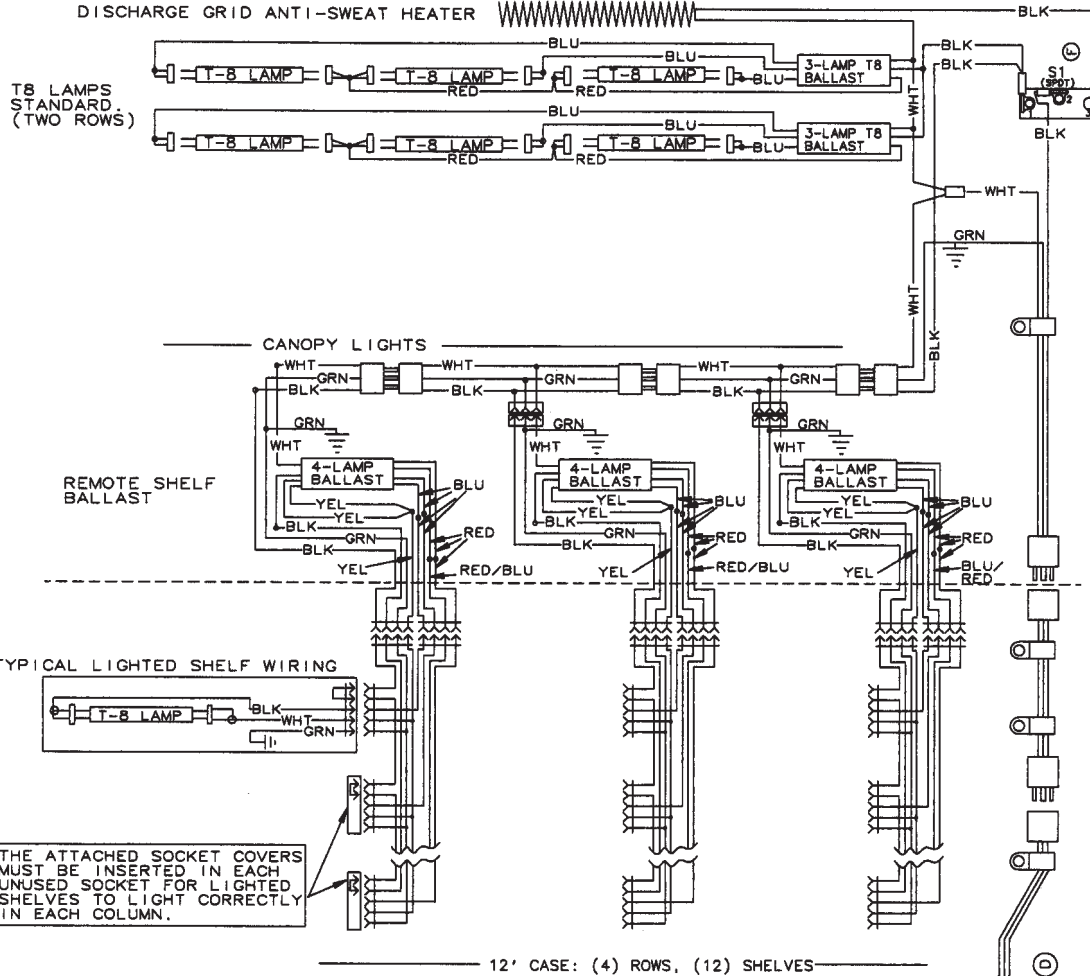 DISCHARGE GRID ANTI-SWEAT HEATER
BLK
BLU
BLK
F
T-8 LAMP
T-8 LAMP
T-8 LAMP
BLU
BLU
RED
3-LAMP T8
BALLAST
BLK
S1
(SPDT)
2
T8 LAMPS
STANDARD.
(TWO ROWS)
WHT
BLU
BLK
T-8 LAMP
T-8 LAMP
T-8 LAMP
BLU
BLU
RED
3-LAMP T8
BALLAST
WHT
GRN
WHT
BLK
CANOPY LIGHTS
WHT
WHT
WHT
GRN
GRN
GRN
BLK
BLK
BLK
GRN
GRN
GRN
WHT
WHT
WHT
REMOTE SHELF
BALLAST
4-LAMP
BALLAST
4-LAMP
BALLAST
4-LAMP
BALLAST
YEL
BLU
YEL
BLU
YEL
BLU
YEL
YEL
YEL
BLK
BLK
BLK
GRN
RED
GRN
RED
GRN
RED
BLK
BLK
BLK
YEL
RED/BLU
YEL
RED/BLU
YEL
BLU/
RED
TYPICAL LIGHTED SHELF WIRING
T-8 LAMP
BLK
WHT
GRN
THE ATTACHED SOCKET COVERS
MUST BE INSERTED IN EACH
UNUSED SOCKET FOR LIGHTED
SHELVES TO LIGHT CORRECTLY
IN EACH COLUMN.
12' CASE: (4) ROWS, (12) SHELVES
D